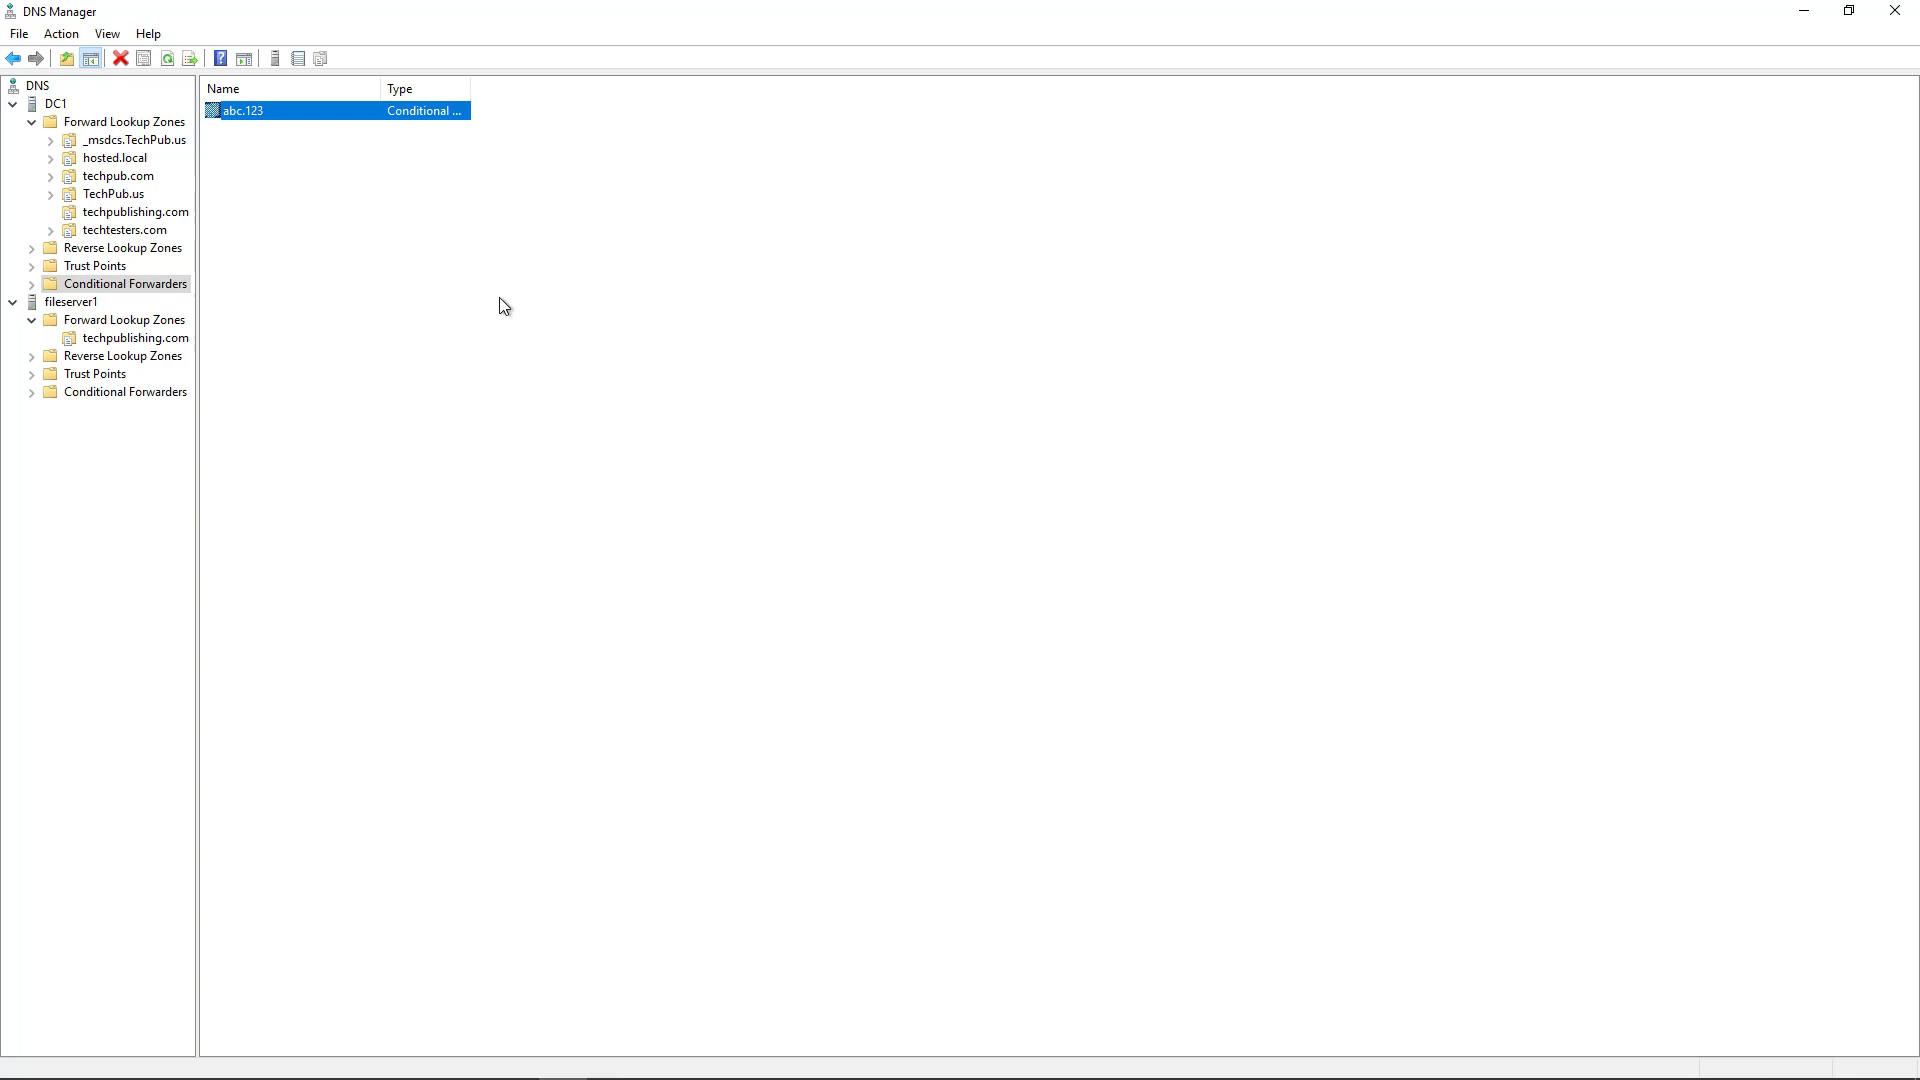 DNS Manager
File Action View Help
DNS
DC1
Forward Lookup Zones
_msdcs.TechPub.us
hosted.local
techpub.com
TechPub.us
techpublishing.com
techtesters.com
Reverse Lookup Zones
Trust Points
Conditional Forwarders
fileserver1
Forward Lookup Zones
techpublishing.com
Reverse Lookup Zones
Trust Points
Conditional Forwarders
Name Type
abc.123 Conditional ...